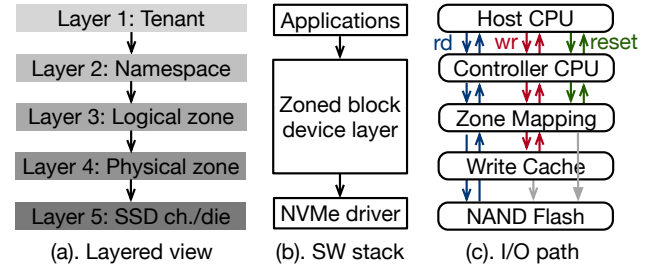 Layer 1: Tenant
Layer 2: Namespace
Layer 3: Logical zone
Layer 4: Physical zone
Layer 5: SSD ch./die
(a). Layered view
Applications
Zoned block
device layer
NVMe driver
(b). SW stack
Host CPU
rd wr reset
Controller CPU
Zone Mapping
Write Cache
NAND Flash
(c). I/O path